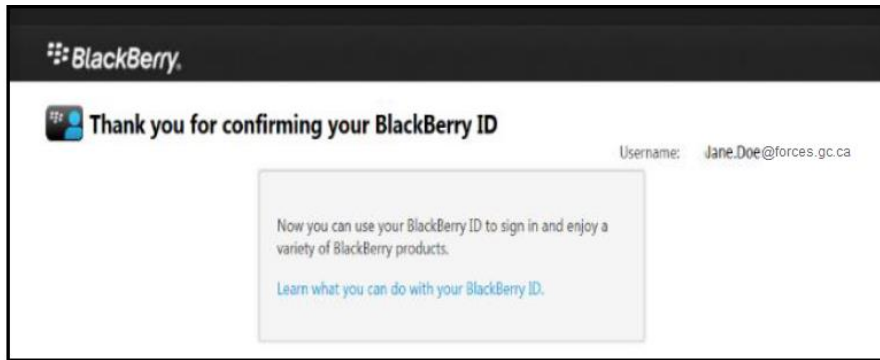 BlackBerry.
Thank you for confirming your BlackBerry ID
Username: Jane.Doe@forces.gc.ca
Now you can use your BlackBerry ID to sign in and enjoy a
variety of BlackBerry products.
Learn what you can do with your BlackBerry ID.